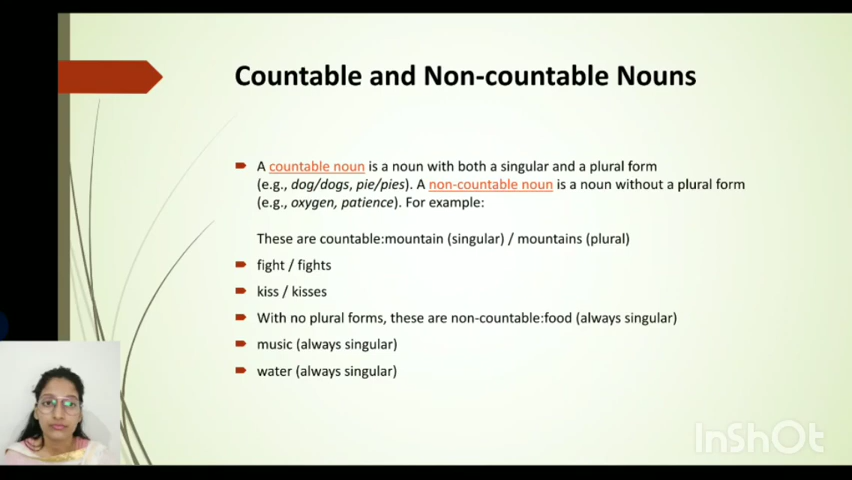 Countable and Non-countable Nouns
A countable noun is a noun with both a singular and a plural form
(e.g., dog/dogs, pie/pies). A non-countable noun is a noun without a plural form
(e.g., oxygen, patience). For example:
These are countable:mountain (singular) / mountains (plural)
fight / fights
kiss / kisses
With no plural forms, these are non-countable:food (always singular)
music (always singular)
water (always singular)
InShOt